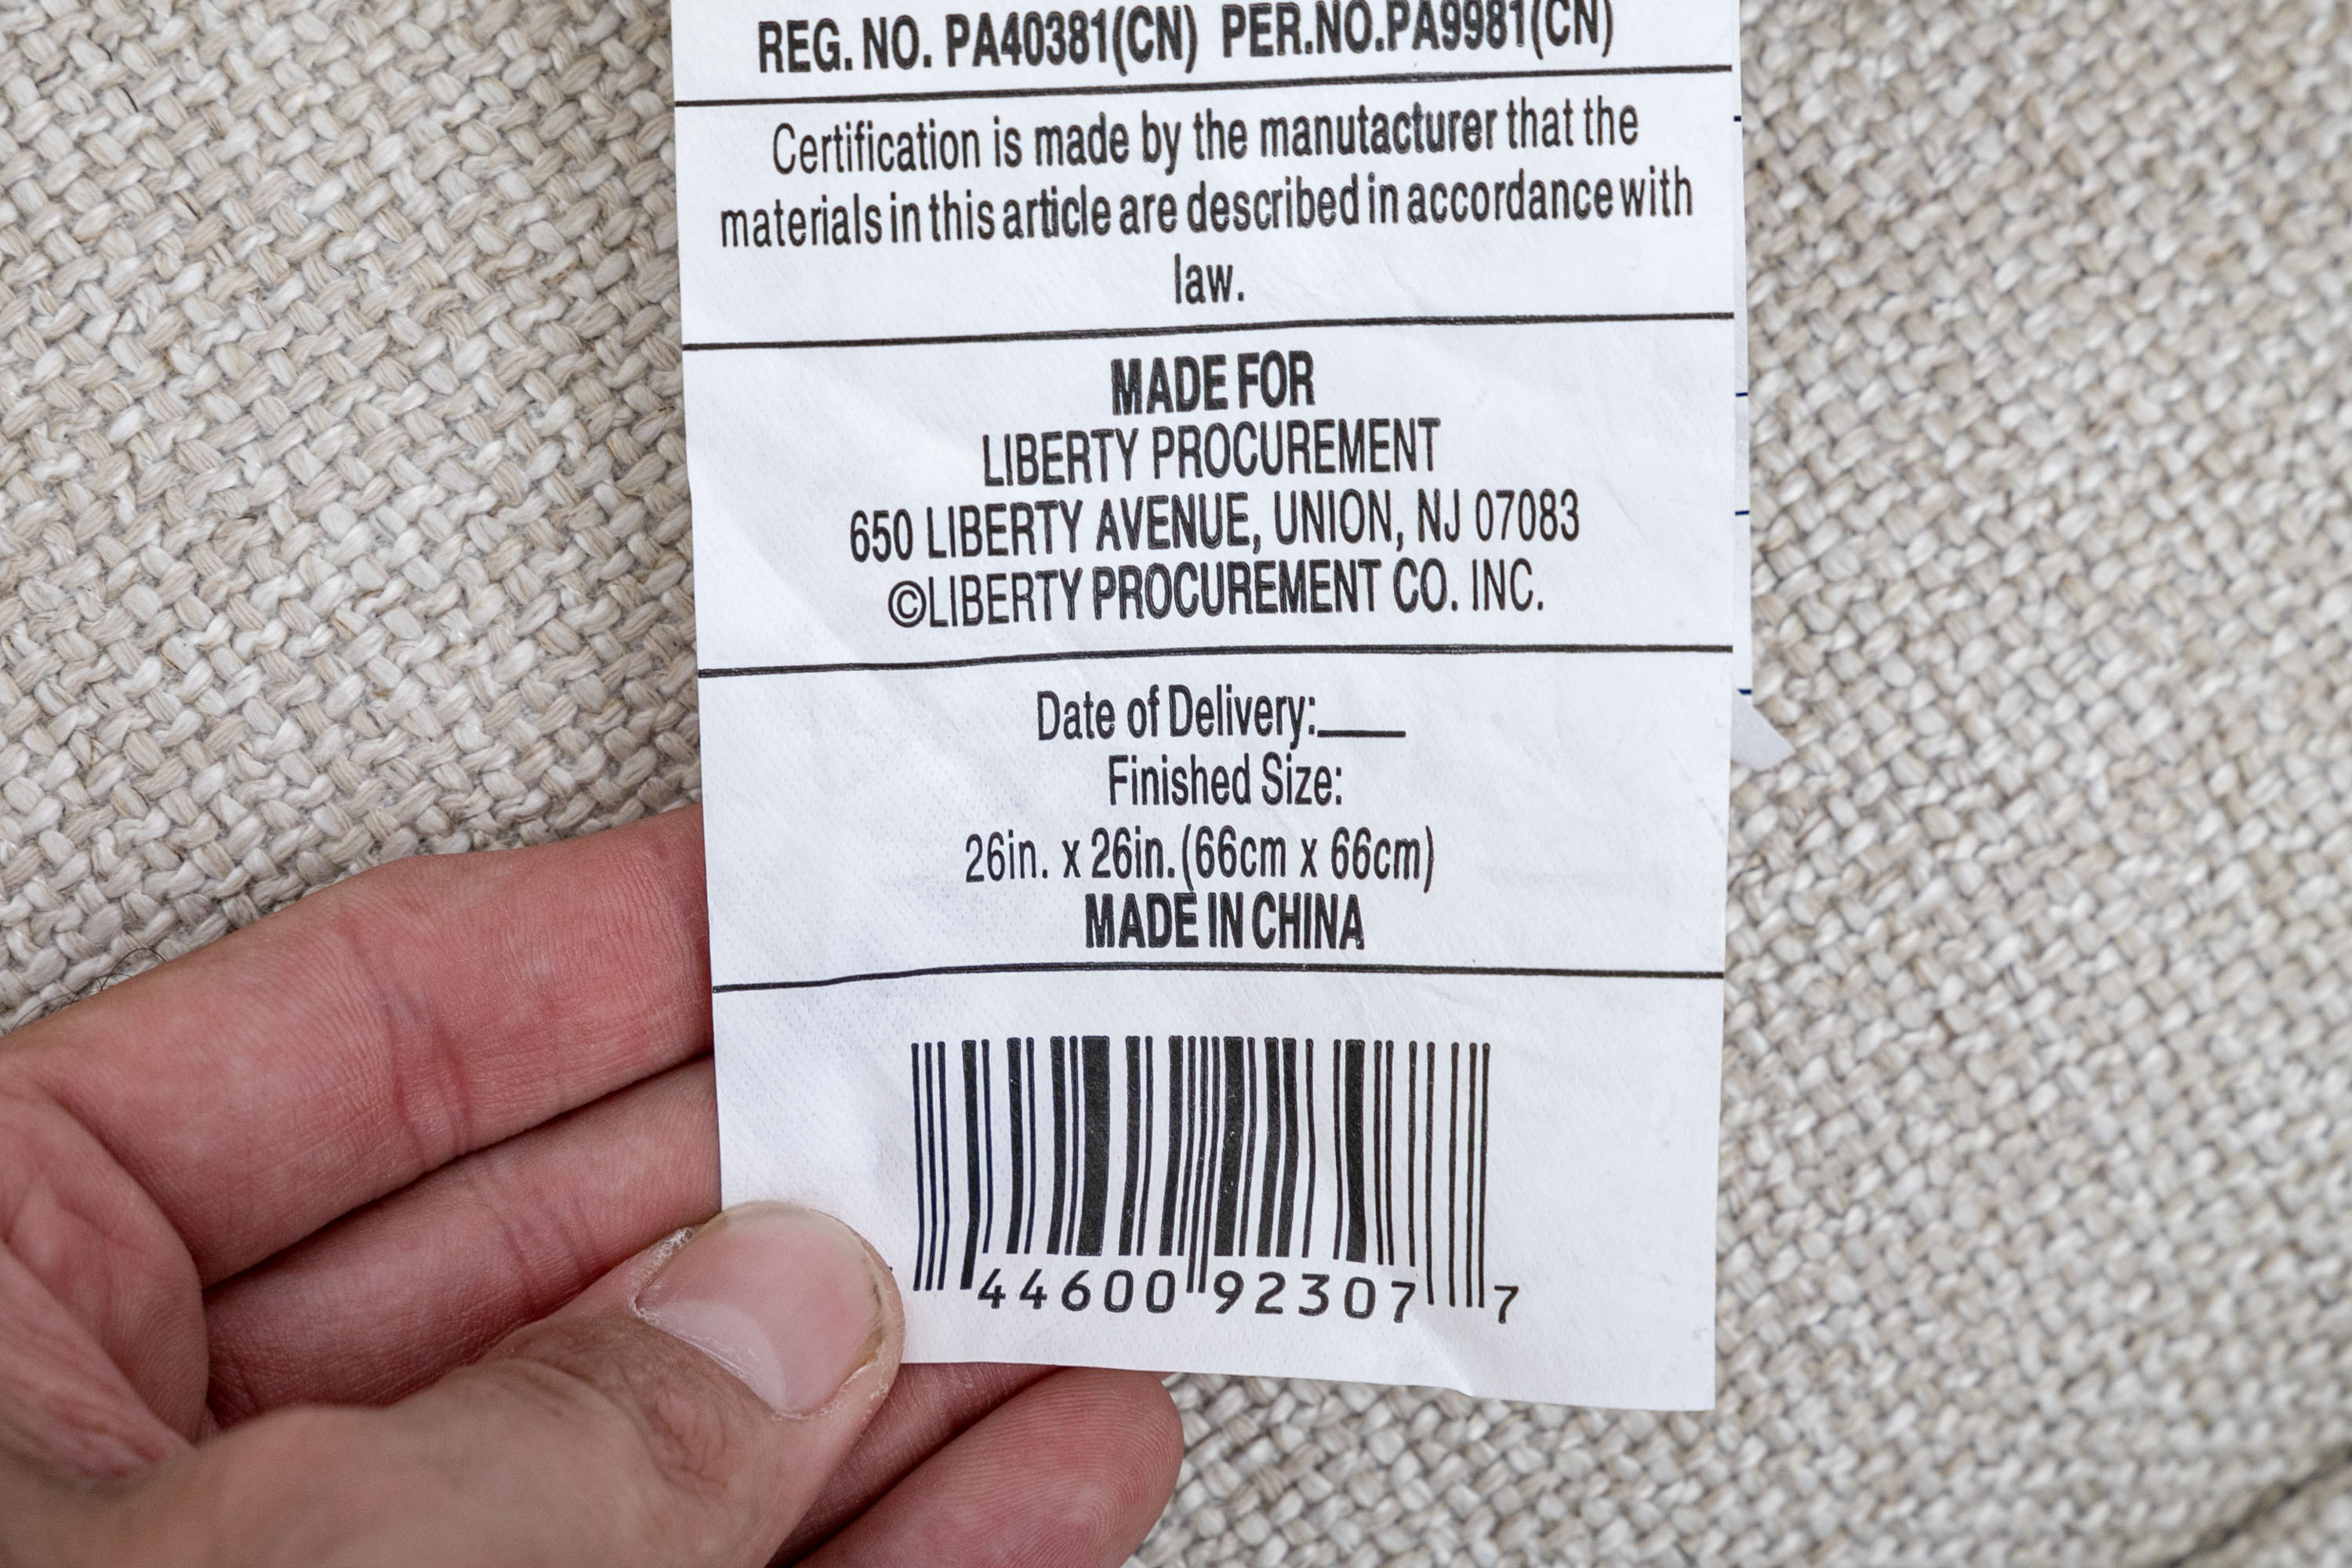 REG. NO. PA40381(CN) PER.NO.PA9981(CN)
Certification is made by the manutacturer that the
materials in this article are described in accordance with
law.
MADE FOR
LIBERTY PROCUREMENT
650 LIBERTY AVENUE, UNION, NJ 07083
©LIBERTY PROCUREMENT CO. INC.
Date of Delivery:____
Finished Size:
26in. x 26in.(66cm x 66cm)
MADE IN CHINA
44600 92307 7